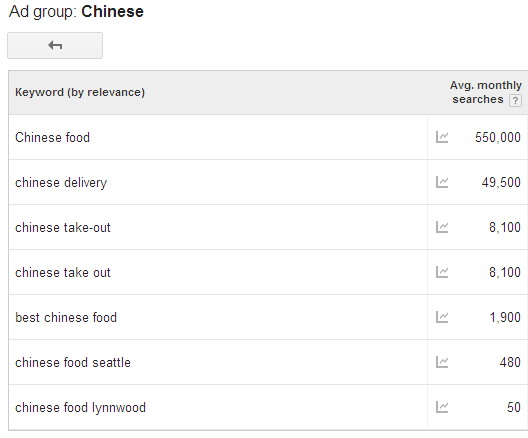 Ad group: Chinese
Keyword (by relevance)
Avg. monthly
searches ?
Chinese food 550,000
chinese delivery 49,500
chinese take-out 8,100
chinese take out 8,100
best chinese food 1,900
chinese food seattle 480
chinese food lynnwood 50